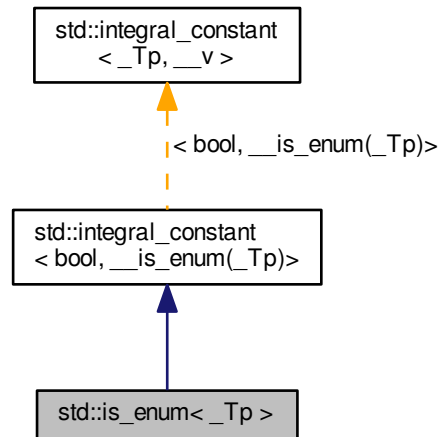 std::integral_constant
< _Tp, __v >
< bool, __is_enum(_Tp)>
std::integral_constant
< bool, __is_enum(_Tp)>
std::is_enum< _Tp >